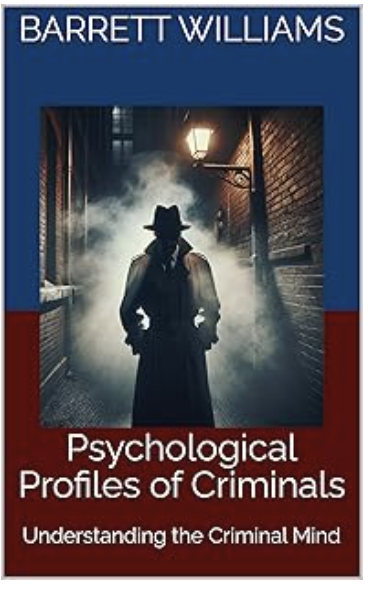 BARRETT WILLIAMS
Psychological
Profiles of Criminals
Understanding the Criminal Mind